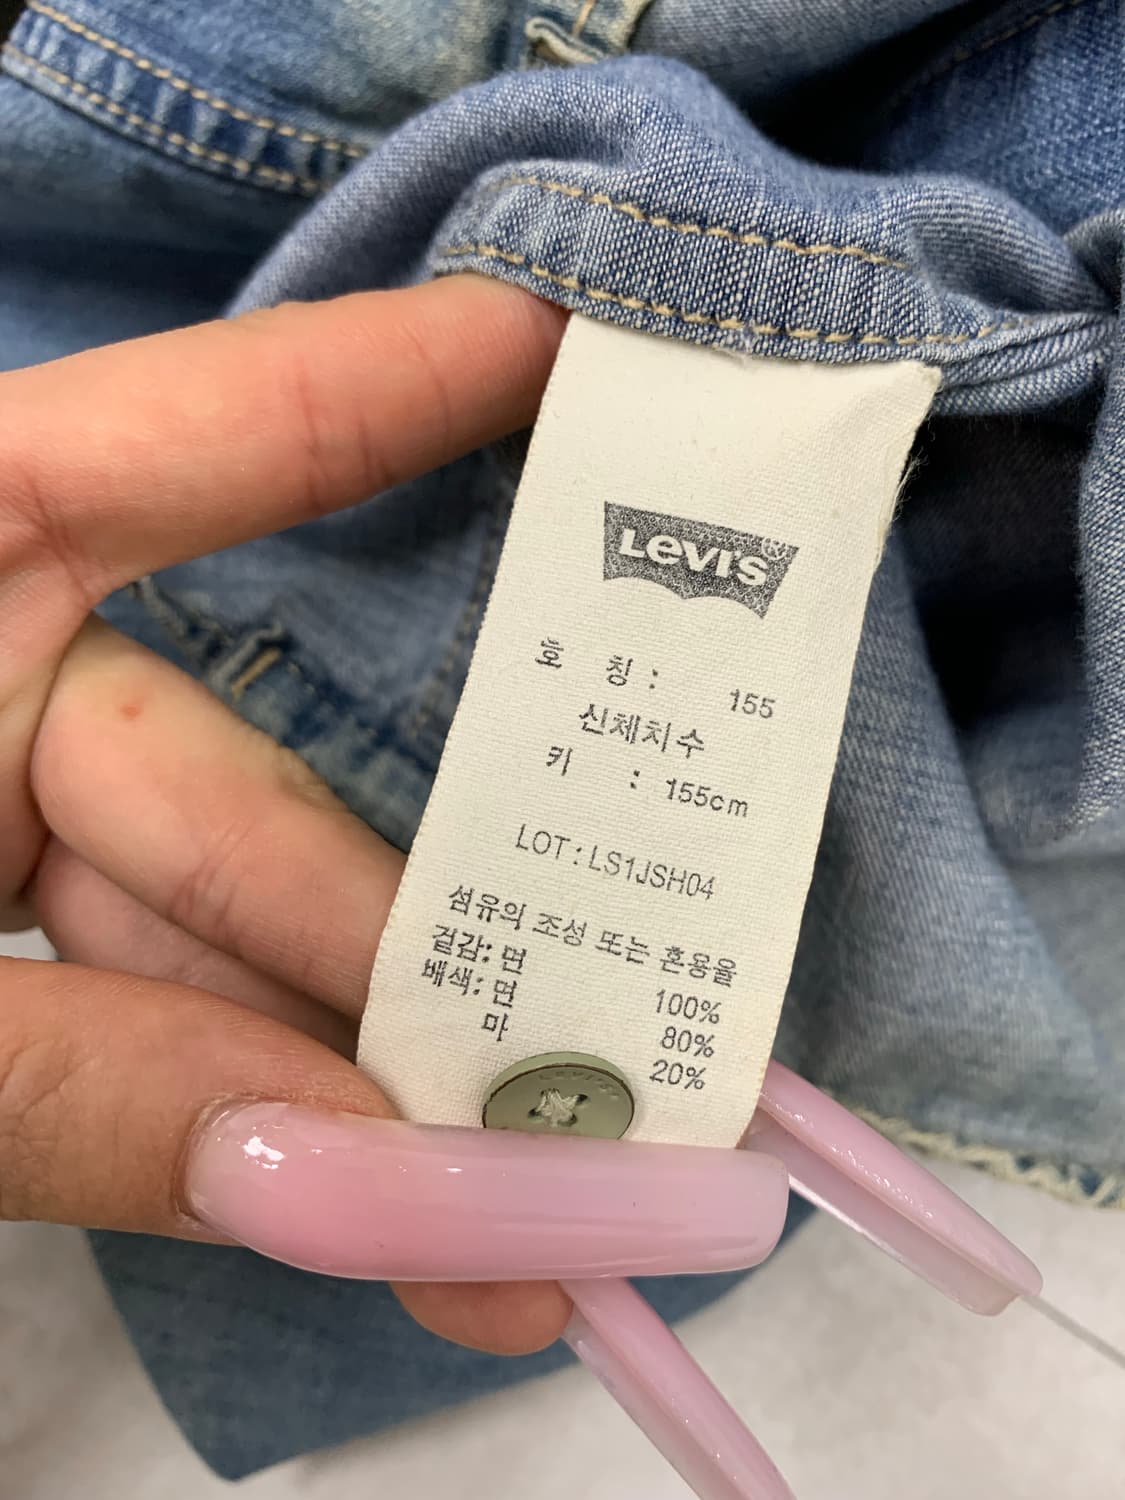 Levi's®
호 칭 : 155
신체치수
키 : 155cm
LOT:LS1JSH04
섬유의 조성 또는 혼용율
겉감: 면 100%
배색: 면 80%
마 20%
Levi's